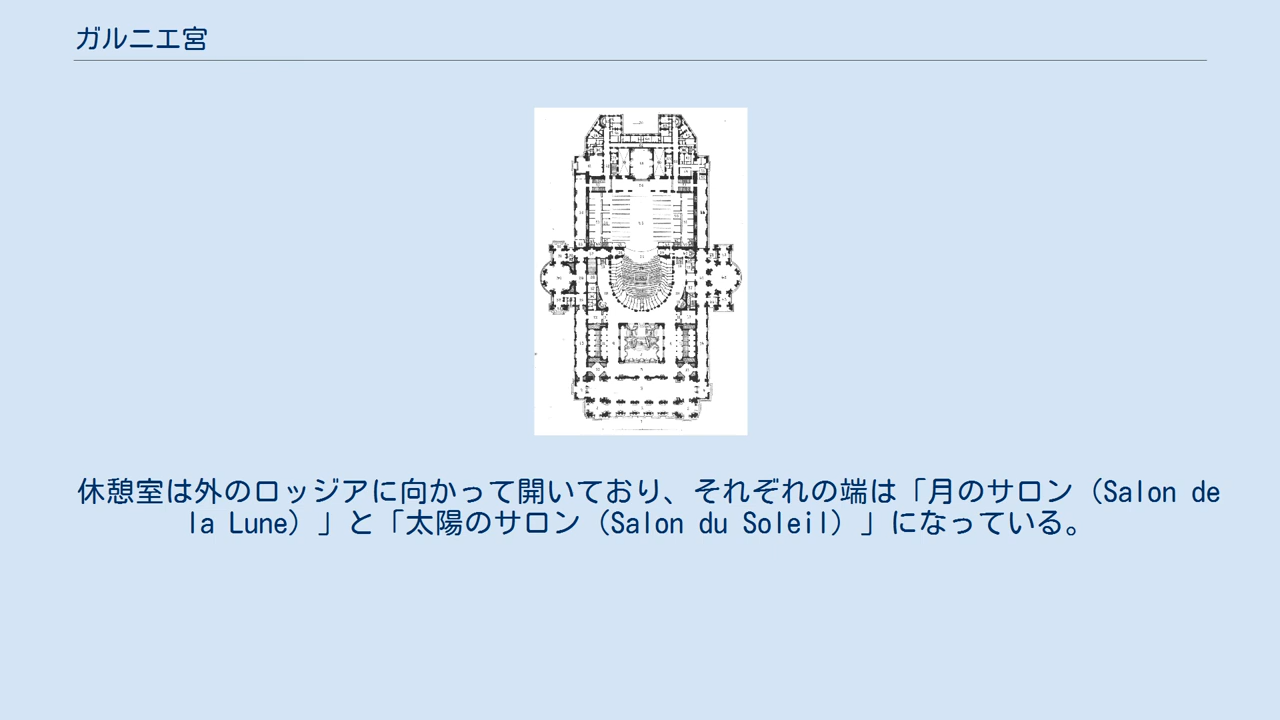 ガルニエ宮
休憩室は外のロッジアに向かって開いており、それぞれの端は「月のサロン（Salon de
la Lune）」と「太陽のサロン（Salon du Soleil）」になっている。